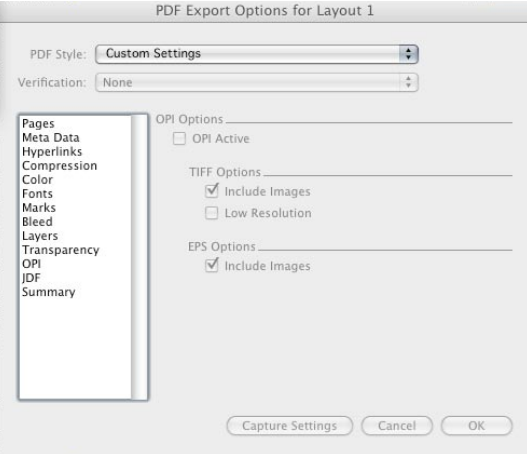 PDF Export Options for Layout 1
PDF Style: Custom Settings
Verification: None
Pages
Meta Data
Hyperlinks
Compression
Color
Fonts
Marks
Bleed
Layers
Transparency
OPI
JDF
Summary
OPI Options
OPI Active
TIFF Options
Include Images
Low Resolution
EPS Options
Include Images
Capture Settings Cancel OK